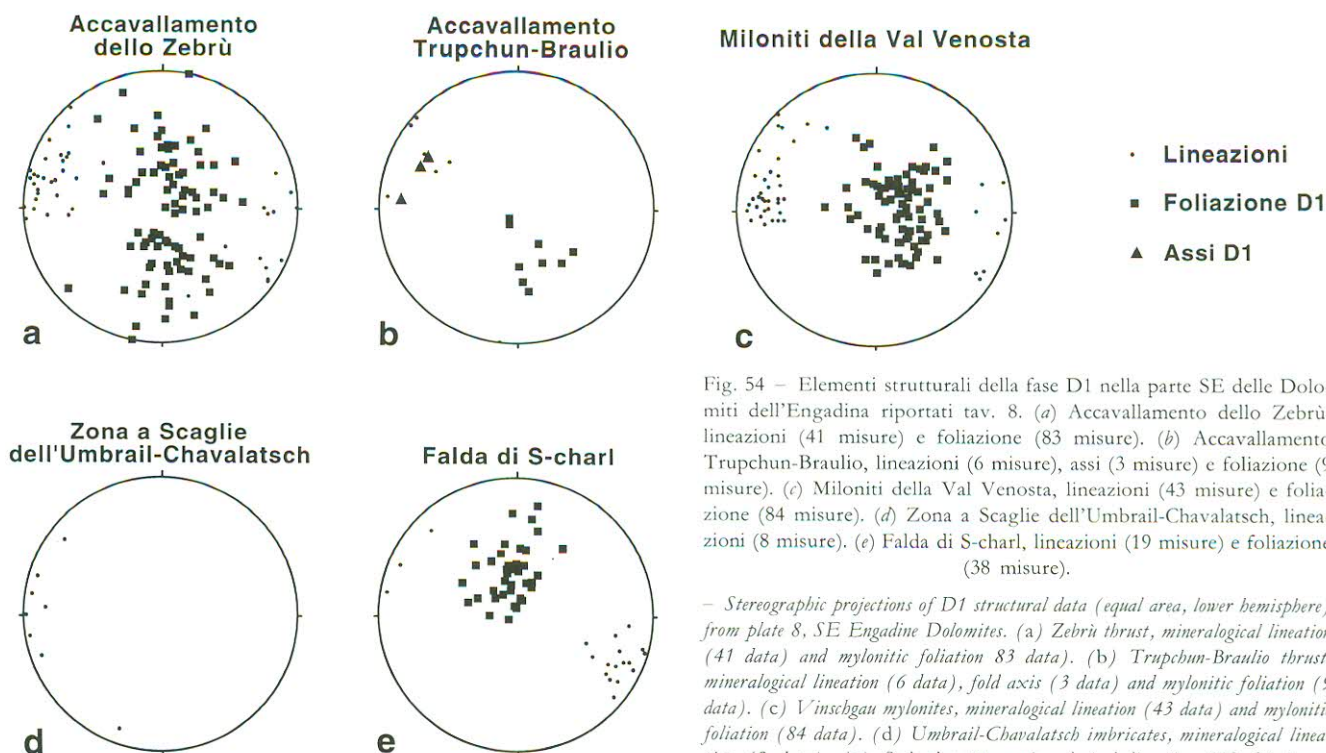 Accavallamento
dello Zebrù
a
Accavallamento
Trupchun-Braulio
b
Miloniti della Val Venosta
c
Lineazioni
Foliazione D1
Assi D1
Zona a Scaglie
dell'Umbrail-Chavalatsch
d
Falda di S-charl
e
Fig. 54 – Elementi strutturali della fase D1 nella parte SE delle Dolo-
miti dell'Engadina riportati tav. 8. (a) Accavallamento dello Zebrù
lineazioni (41 misure) e foliazione (83 misure). (b) Accavallamento
Trupchun-Braulio, lineazioni (6 misure), assi (3 misure) e foliazione (9
misure). (c) Miloniti della Val Venosta, lineazioni (43 misure) e folia-
zione (84 misure). (d) Zona a Scaglie dell'Umbrail-Chavalatsch, linea-
zioni (8 misure). (e) Falda di S-charl, lineazioni (19 misure) e foliazione
(38 misure).
– Stereographic projections of D1 structural data (equal area, lower hemisphere)
from plate 8, SE Engadine Dolomites. (a) Zebrù thrust, mineralogical lineation
(41 data) and mylonitic foliation 83 data). (b) Trupchun-Braulio thrust
mineralogical lineation (6 data), fold axis (3 data) and mylonitic foliation (9
data). (c) Vinschgau mylonites, mineralogical lineation (43 data) and myloniti
foliation (84 data). (d) Umbrail-Chavalatsch imbricates, mineralogical linea-